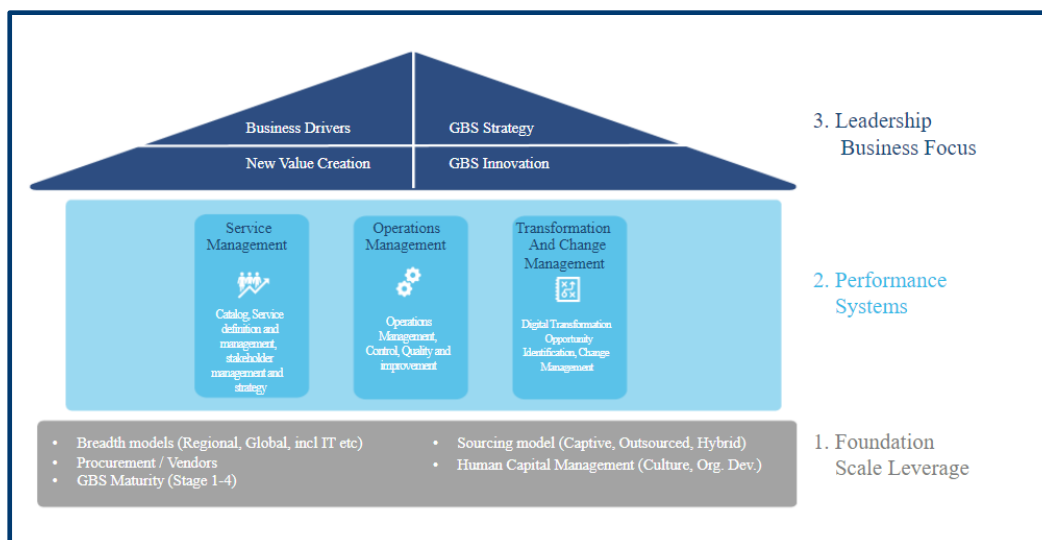 Business Drivers
GBS Strategy
New Value Creation
GBS Innovation
3. Leadership
Business Focus
Service
Management
Catalog, Service
definition and
management,
stakeholder
management and
strategy
Operations
Management
Operations
Management,
Control, Quality and
improvement
Transformation
And Change
Management
Digital Transformation
Opportunity
Identification, Change
Management
2. Performance
Systems
• Breadth models (Regional, Global, incl IT etc)
• Procurement / Vendors
• GBS Maturity (Stage 1-4)
• Sourcing model (Captive, Outsourced, Hybrid)
• Human Capital Management (Culture, Org. Dev.)
1. Foundation
Scale Leverage